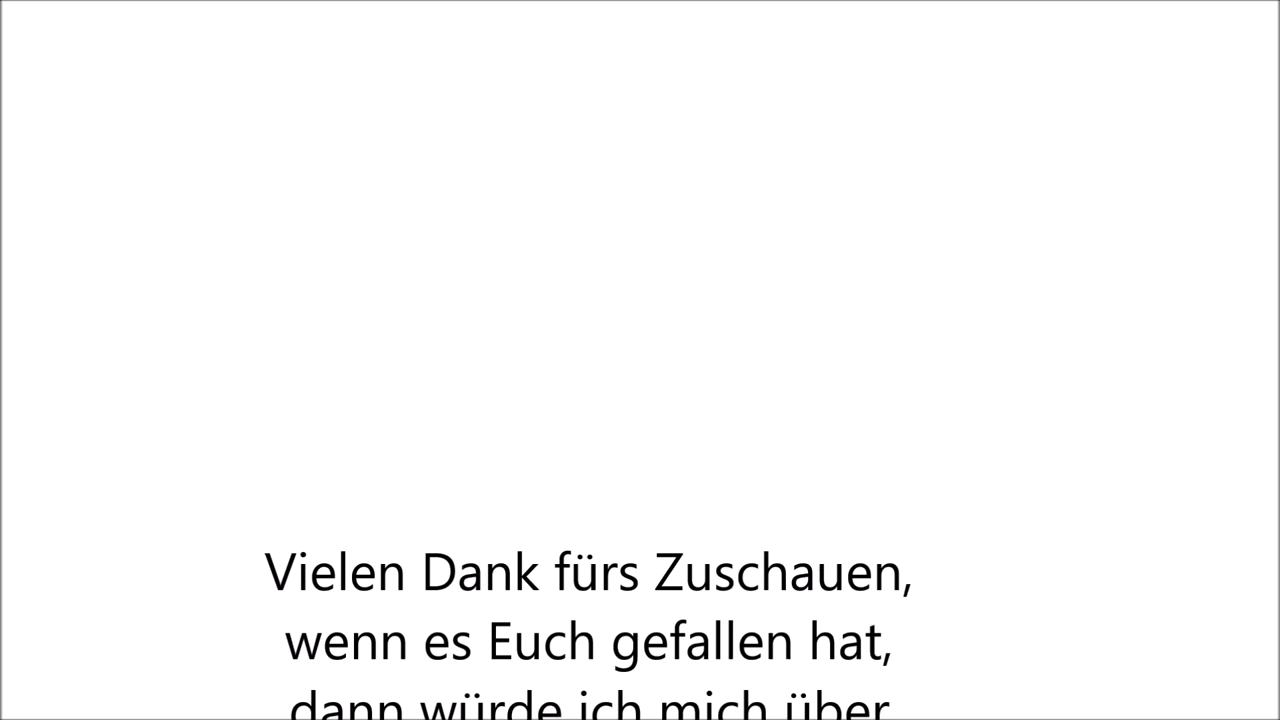 Vielen Dank fürs Zuschauen,
wenn es Euch gefallen hat,
dann würde ich mich über